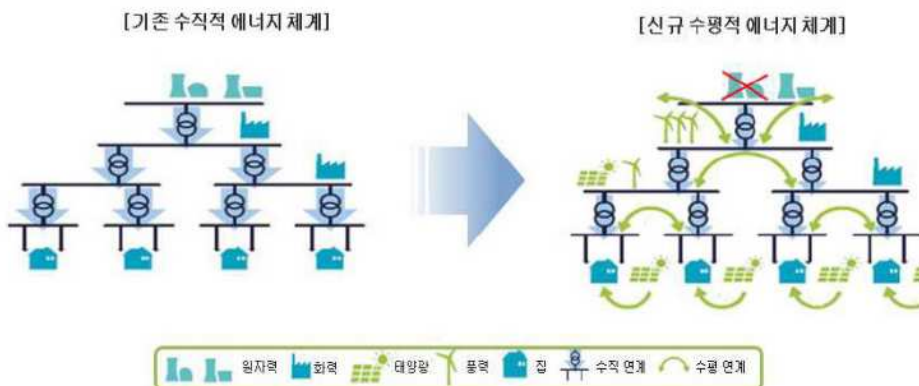 [기존 수직적 에너지 체계]
[신규 수평적 에너지 체계]
원자력 화력 태양광 풍력 집 수직 연계 수평 연계